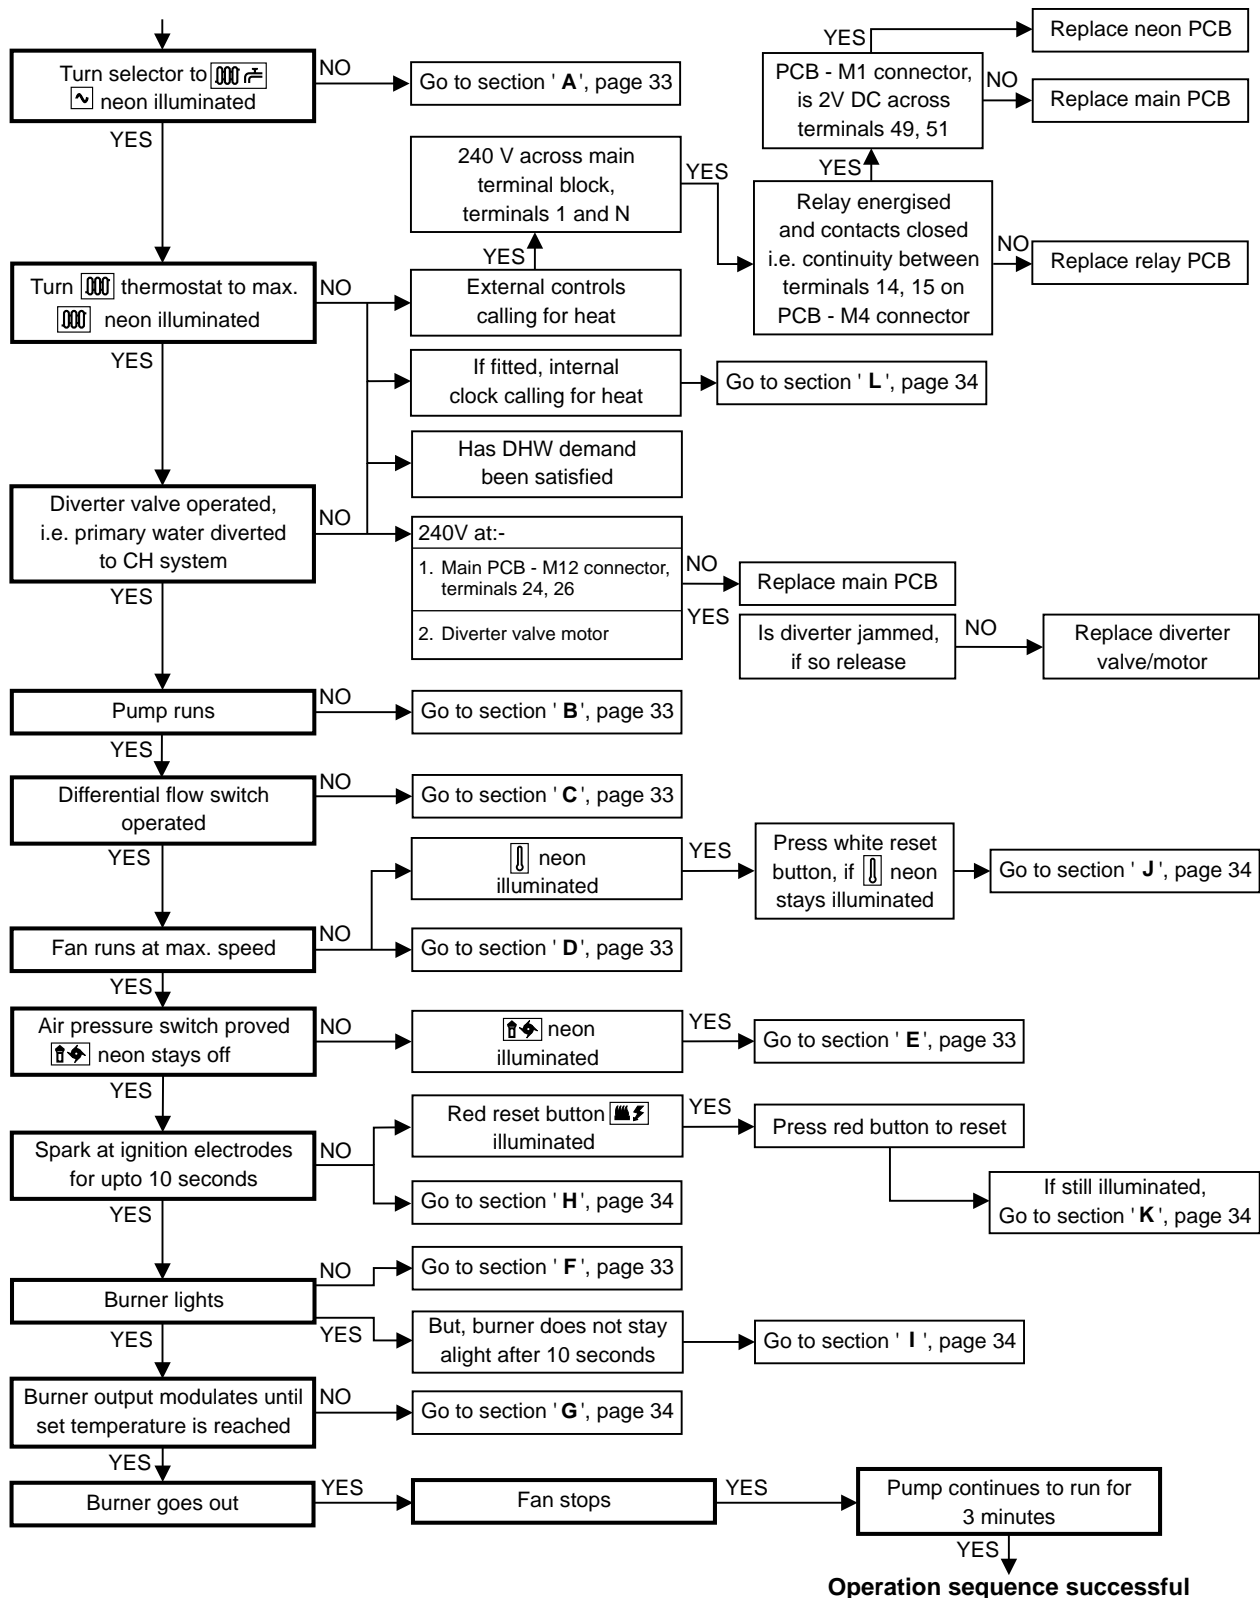 Turn selector to
neon illuminated
NO
Go to section ' A', page 33
YES
YES
Replace neon PCB
PCB - M1 connector,
is 2V DC across
terminals 49, 51
NO
Replace main PCB
240 V across main
terminal block,
terminals 1 and N
YES
YES
Relay energised
and contacts closed
i.e. continuity between
terminals 14, 15 on
PCB - M4 connector
NO
Replace relay PCB
YES
Turn thermostat to max.
neon illuminated
NO
External controls
calling for heat
YES
If fitted, internal
clock calling for heat
Go to section ' L', page 34
Has DHW demand
been satisfied
Diverter valve operated,
i.e. primary water diverted
to CH system
NO
240V at:-
1. Main PCB - M12 connector,
terminals 24, 26
NO
Replace main PCB
2. Diverter valve motor
YES
Is diverter jammed,
if so release
NO
Replace diverter
valve/motor
YES
Pump runs
NO
Go to section ' B', page 33
YES
Differential flow switch
operated
NO
Go to section ' C', page 33
YES
neon
illuminated
YES
Press white reset
button, if neon
stays illuminated
Go to section ' J', page 34
Fan runs at max. speed
NO
Go to section ' D', page 33
YES
Air pressure switch proved
neon stays off
NO
neon
illuminated
YES
Go to section ' E', page 33
YES
Spark at ignition electrodes
for upto 10 seconds
NO
Red reset button
illuminated
YES
Press red button to reset
Go to section ' H', page 34
If still illuminated,
Go to section ' K', page 34
YES
Burner lights
NO
Go to section ' F', page 33
YES
But, burner does not stay
alight after 10 seconds
Go to section ' I', page 34
YES
Burner output modulates until
set temperature is reached
NO
Go to section ' G', page 34
YES
Burner goes out
YES
Fan stops
YES
Pump continues to run for
3 minutes
YES
Operation sequence successful